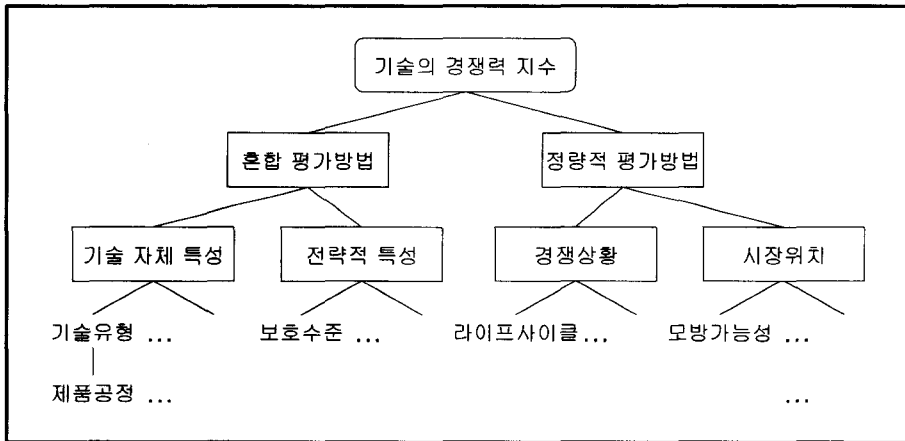 기술의 경쟁력 지수
혼합 평가방법 정량적 평가방법
기술 자체 특성 전략적 특성 경쟁상황 시장위치
기술유형 ... 보호수준 ... 라이프사이클... 모방가능성 ...
제품공정 ... ...